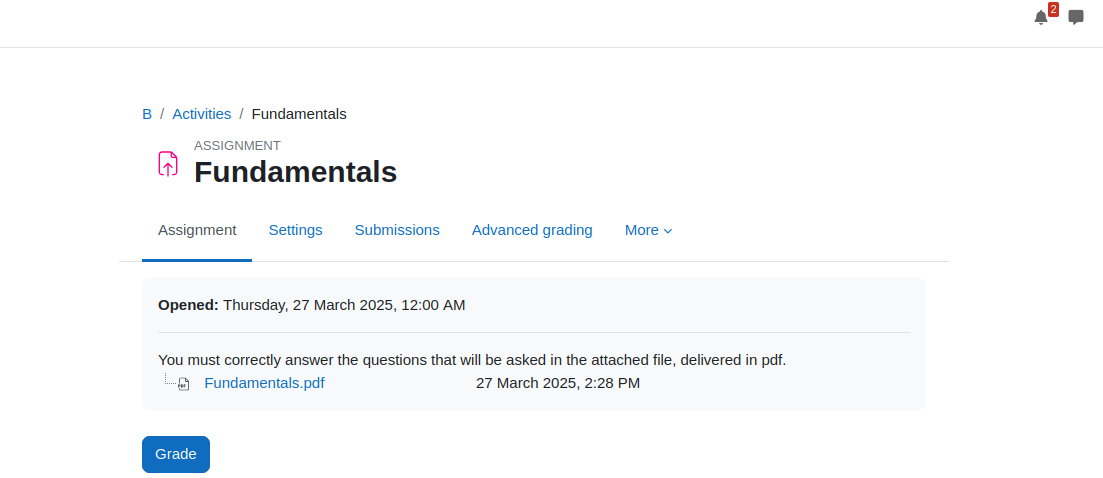 2
B / Activities / Fundamentals
ASSIGNMENT
Fundamentals
Assignment Settings Submissions Advanced grading More
Opened: Thursday, 27 March 2025, 12:00 AM
You must correctly answer the questions that will be asked in the attached file, delivered in pdf.
Fundamentals.pdf 27 March 2025, 2:28 PM
Grade